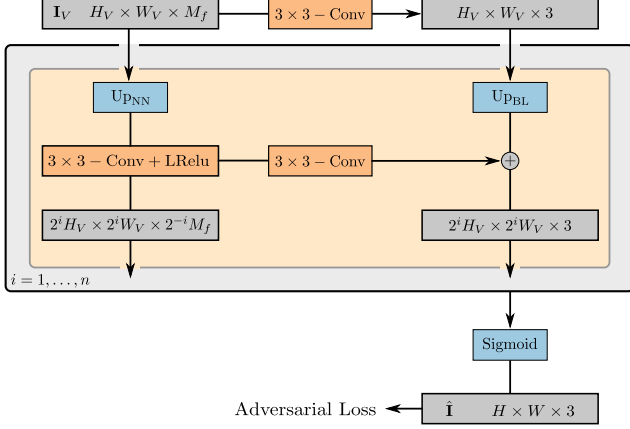 I_V H_V × W_V × M_f
3 × 3 − Conv
H_V × W_V × 3
Up_NN
Up_BL
3 × 3 − Conv + LRelu
3 × 3 − Conv
+
2^i H_V × 2^i W_V × 2^{−i} M_f
2^i H_V × 2^i W_V × 3
i = 1, . . . , n
Sigmoid
Adversarial Loss
Î H × W × 3